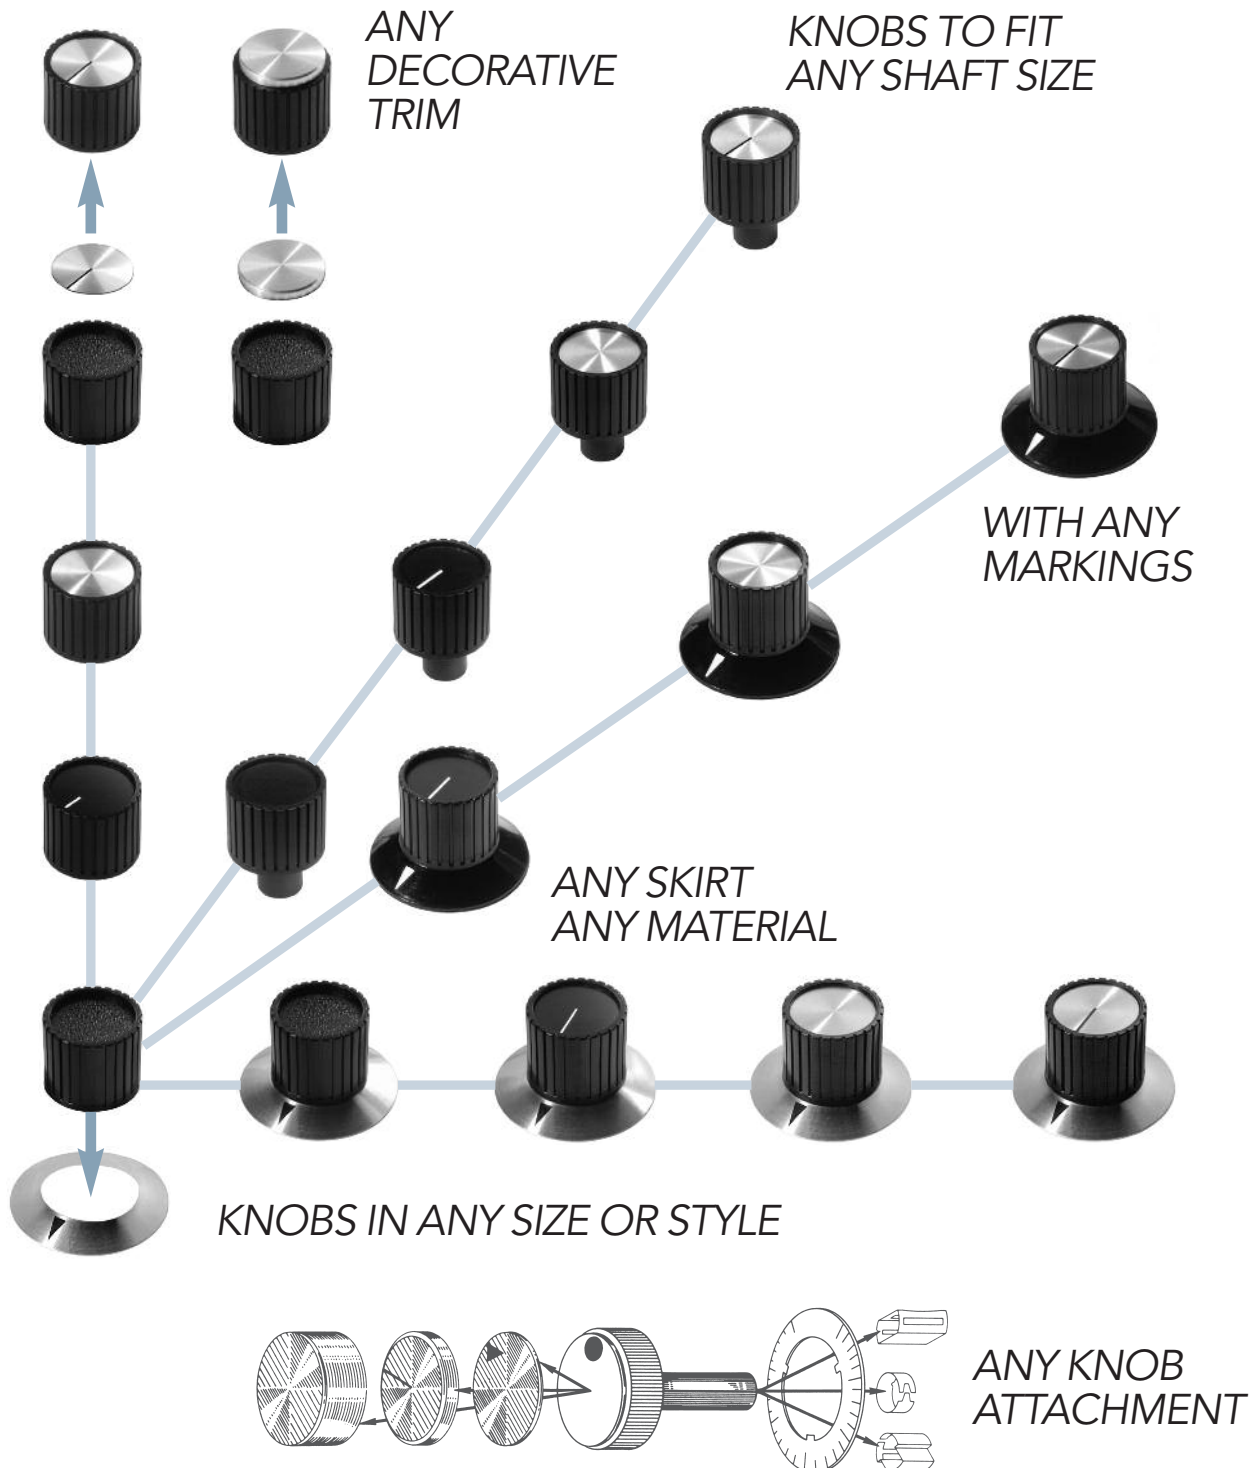 ANY
DECORATIVE
TRIM
KNOBS TO FIT
ANY SHAFT SIZE
WITH ANY
MARKINGS
ANY SKIRT
ANY MATERIAL
KNOBS IN ANY SIZE OR STYLE
ANY KNOB
ATTACHMENT